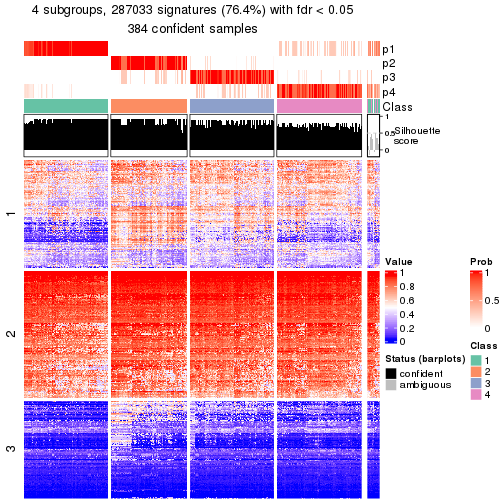 4 subgroups, 287033 signatures (76.4%) with fdr < 0.05
384 confident samples
p1
p2
p3
p4
Class
1
0.5
0
Silhouette
score
1
2
3
Value
1
0.8
0.6
0.4
0.2
0
Prob
1
0.5
0
Status (barplots)
confident
ambiguous
Class
1
2
3
4